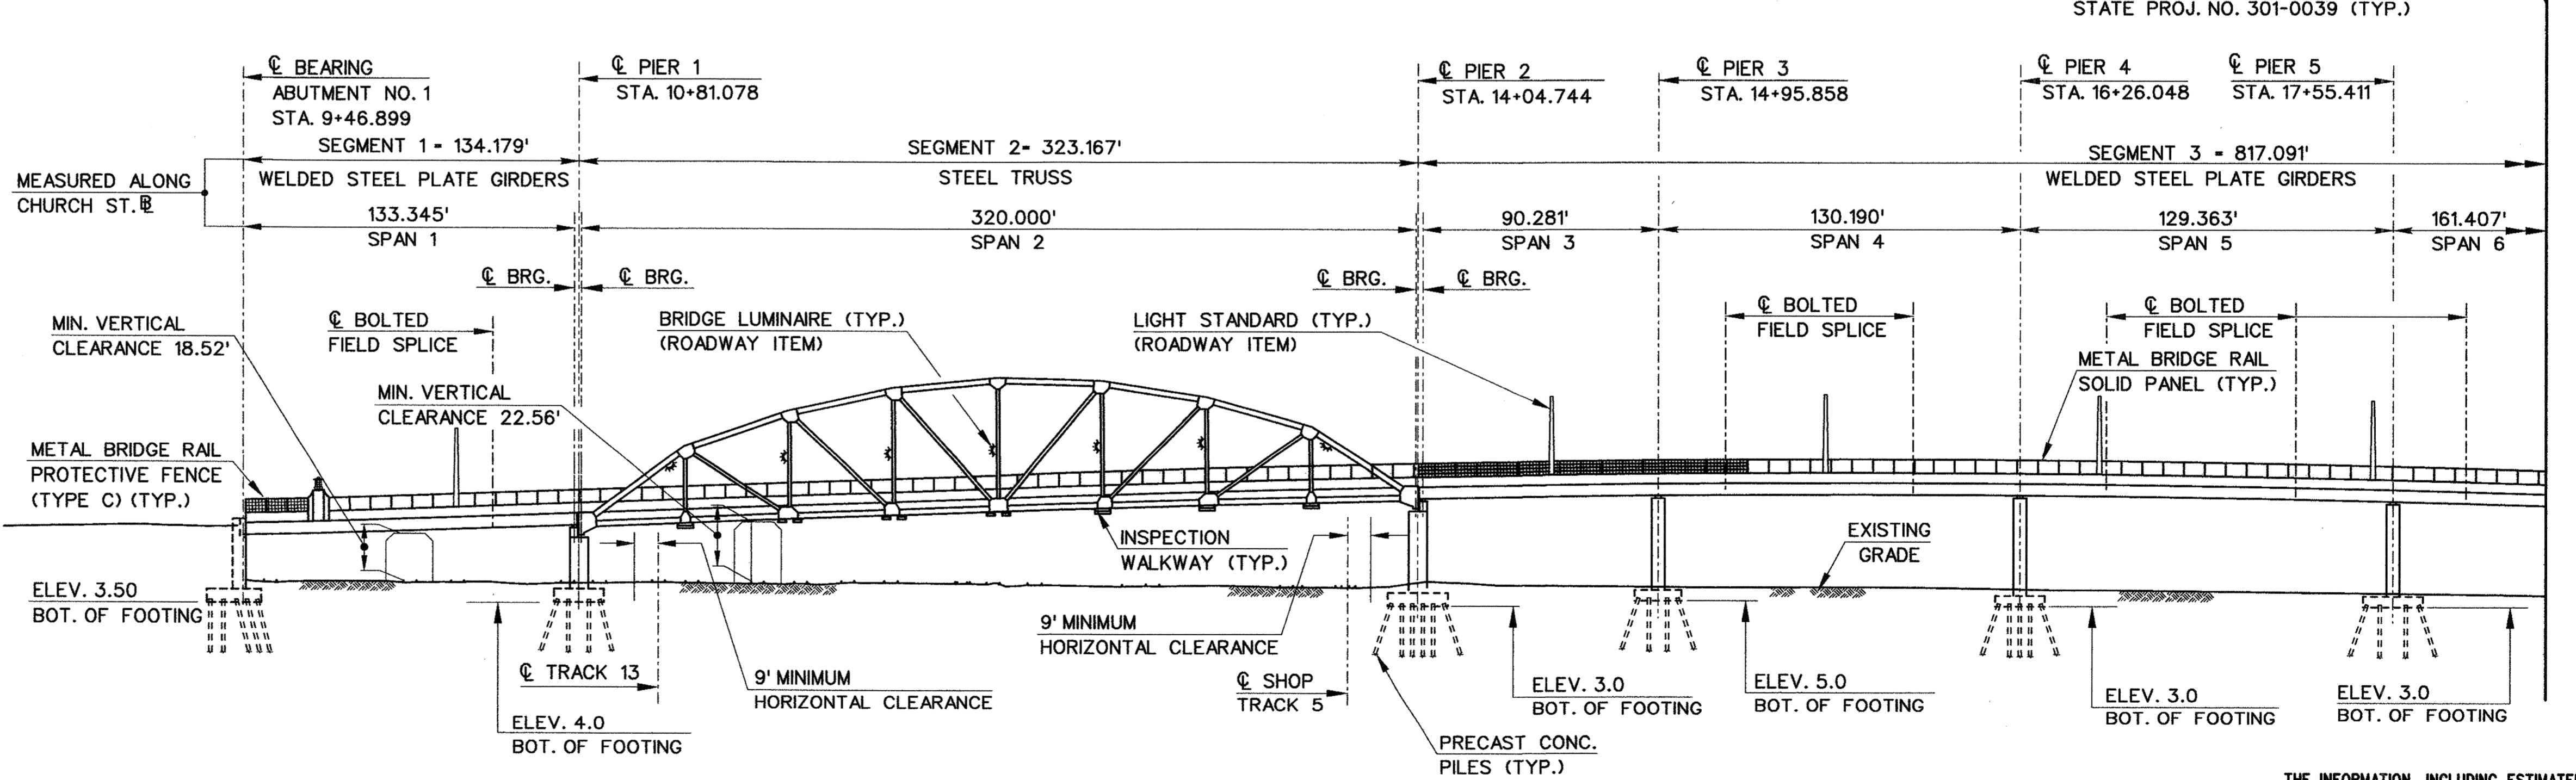 STATE PROJ. NO. 301-0039 (TYP.)
℄ BEARING
ABUTMENT NO. 1
STA. 9+46.899
℄ PIER 1
STA. 10+81.078
℄ PIER 2
STA. 14+04.744
℄ PIER 3
STA. 14+95.858
℄ PIER 4
STA. 16+26.048
℄ PIER 5
STA. 17+55.411
SEGMENT 1 = 134.179'
WELDED STEEL PLATE GIRDERS
SEGMENT 2= 323.167'
STEEL TRUSS
SEGMENT 3 = 817.091'
WELDED STEEL PLATE GIRDERS
MEASURED ALONG
CHURCH ST. BL
133.345'
SPAN 1
320.000'
SPAN 2
90.281'
SPAN 3
130.190'
SPAN 4
129.363'
SPAN 5
161.407'
SPAN 6
℄ BRG.
℄ BRG.
℄ BRG.
℄ BRG.
MIN. VERTICAL
CLEARANCE 18.52'
℄ BOLTED
FIELD SPLICE
BRIDGE LUMINAIRE (TYP.)
(ROADWAY ITEM)
LIGHT STANDARD (TYP.)
(ROADWAY ITEM)
℄ BOLTED
FIELD SPLICE
℄ BOLTED
FIELD SPLICE
METAL BRIDGE RAIL
SOLID PANEL (TYP.)
MIN. VERTICAL
CLEARANCE 22.56'
METAL BRIDGE RAIL
PROTECTIVE FENCE
(TYPE C) (TYP.)
INSPECTION
WALKWAY (TYP.)
EXISTING
GRADE
ELEV. 3.50
BOT. OF FOOTING
9' MINIMUM
HORIZONTAL CLEARANCE
℄ TRACK 13
9' MINIMUM
HORIZONTAL CLEARANCE
℄ SHOP
TRACK 5
ELEV. 4.0
BOT. OF FOOTING
ELEV. 3.0
BOT. OF FOOTING
ELEV. 5.0
BOT. OF FOOTING
ELEV. 3.0
BOT. OF FOOTING
ELEV. 3.0
BOT. OF FOOTING
PRECAST CONC.
PILES (TYP.)
THE INFORMATION, INCLUDING ESTIMATED